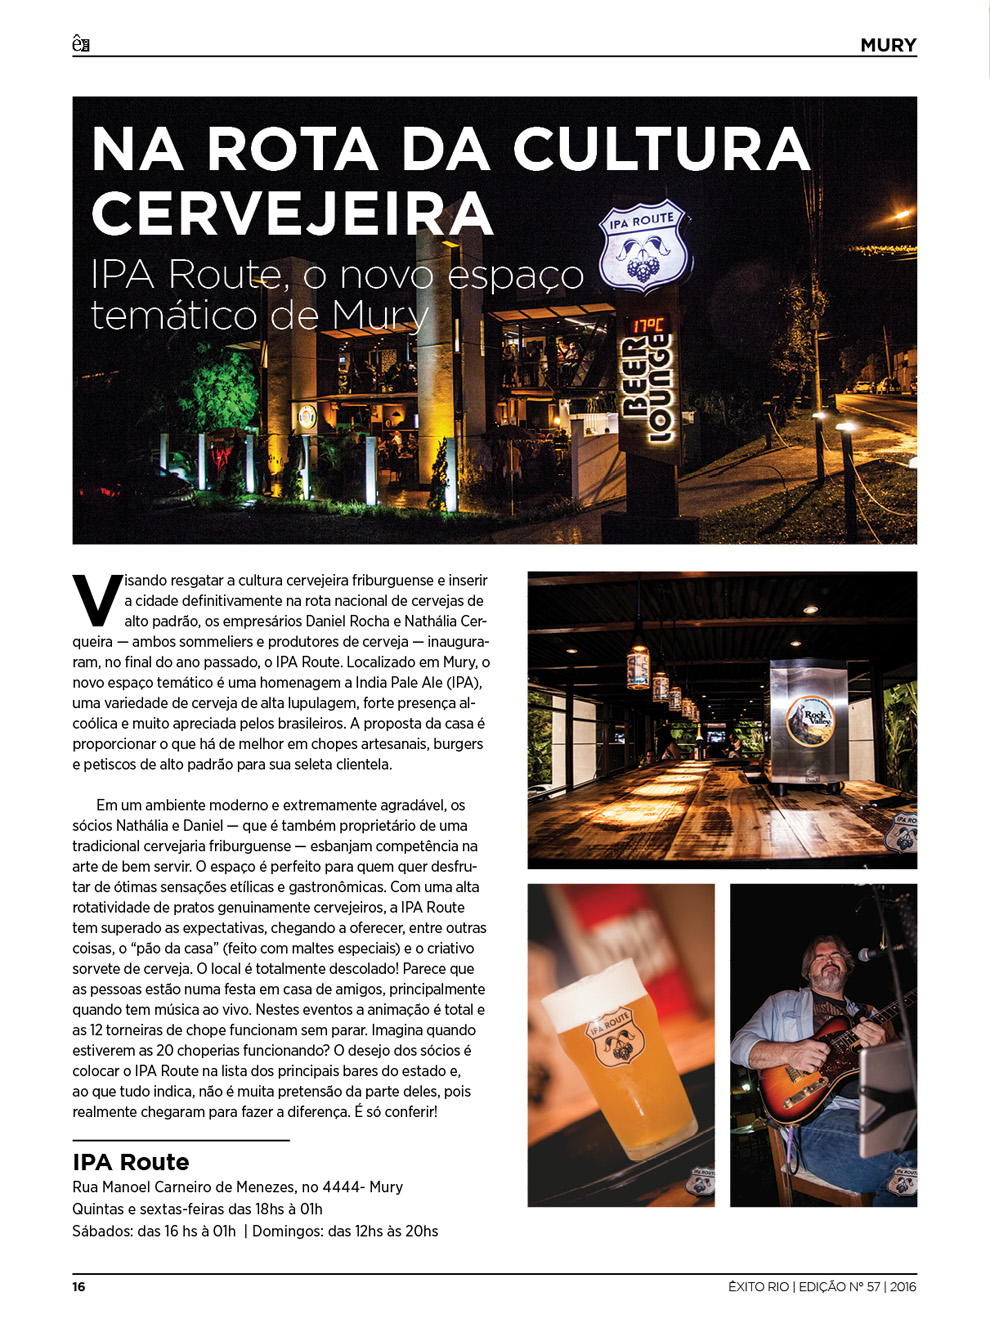 êx
MURY
NA ROTA DA CULTURA
CERVEJEIRA
IPA Route, o novo espaço
temático de Mury
IPA ROUTE
17ºC
BEER
LOUNGE
Visando resgatar a cultura cervejeira friburguense e inserir
a cidade definitivamente na rota nacional de cervejas de
alto padrão, os empresários Daniel Rocha e Nathália Cer-
queira — ambos sommeliers e produtores de cerveja — inaugura-
ram, no final do ano passado, o IPA Route. Localizado em Mury, o
novo espaço temático é uma homenagem a India Pale Ale (IPA),
uma variedade de cerveja de alta lupulagem, forte presença al-
coólica e muito apreciada pelos brasileiros. A proposta da casa é
proporcionar o que há de melhor em chopes artesanais, burgers
e petiscos de alto padrão para sua seleta clientela.
Em um ambiente moderno e extremamente agradável, os
sócios Nathália e Daniel — que é também proprietário de uma
tradicional cervejaria friburguense — esbanjam competência na
arte de bem servir. O espaço é perfeito para quem quer desfru-
tar de ótimas sensações etílicas e gastronômicas. Com uma alta
rotatividade de pratos genuinamente cervejeiros, a IPA Route
tem superado as expectativas, chegando a oferecer, entre outras
coisas, o “pão da casa” (feito com maltes especiais) e o criativo
sorvete de cerveja. O local é totalmente descolado! Parece que
as pessoas estão numa festa em casa de amigos, principalmente
quando tem música ao vivo. Nestes eventos a animação é total e
as 12 torneiras de chope funcionam sem parar. Imagina quando
estiverem as 20 choperias funcionando? O desejo dos sócios é
colocar o IPA Route na lista dos principais bares do estado e,
ao que tudo indica, não é muita pretensão da parte deles, pois
realmente chegaram para fazer a diferença. É só conferir!
Rock
Valley
IPA ROUTE
IPA ROUTE
IPA Route
Rua Manoel Carneiro de Menezes, no 4444- Mury
Quintas e sextas-feiras das 18hs à 01h
Sábados: das 16 hs à 01h | Domingos: das 12hs às 20hs
16
ÊXITO RIO | EDIÇÃO Nº 57 | 2016